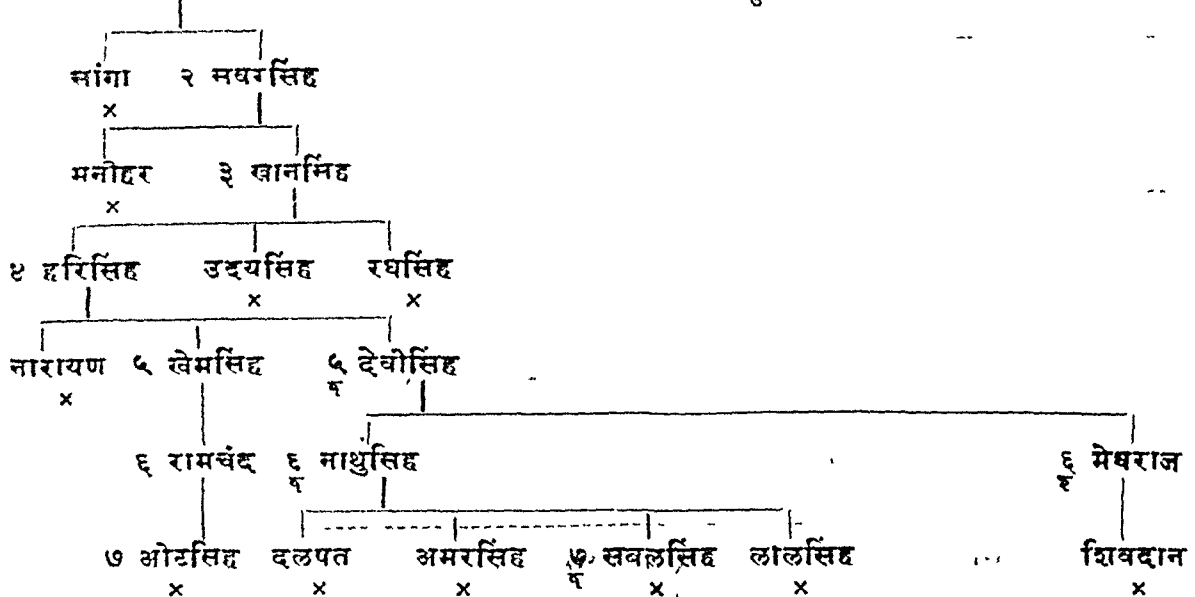 सांगा २ सवरसिंह
× 
मनोहर ३ खानसिंह
×
४ हरिसिंह उदयसिंह रघसिंह
× ×
नारायण ५ खेमसिंह ५ देवीसिंह
×
६ रामचंद ६ नाथुसिंह ६ मेघराज
७ ओटसिंह दलपत अमरसिंह ७ सबलसिंह लालसिंह शिवदान
× × × × × ×